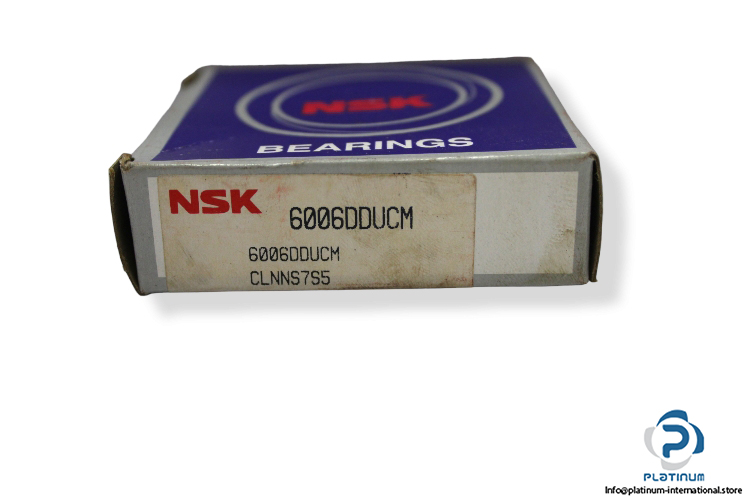 NSK
BEARINGS
NSK 6006DDUCM
6006DDUCM
CLNNS7S5
PLATINUM
Info@platinum-international.store